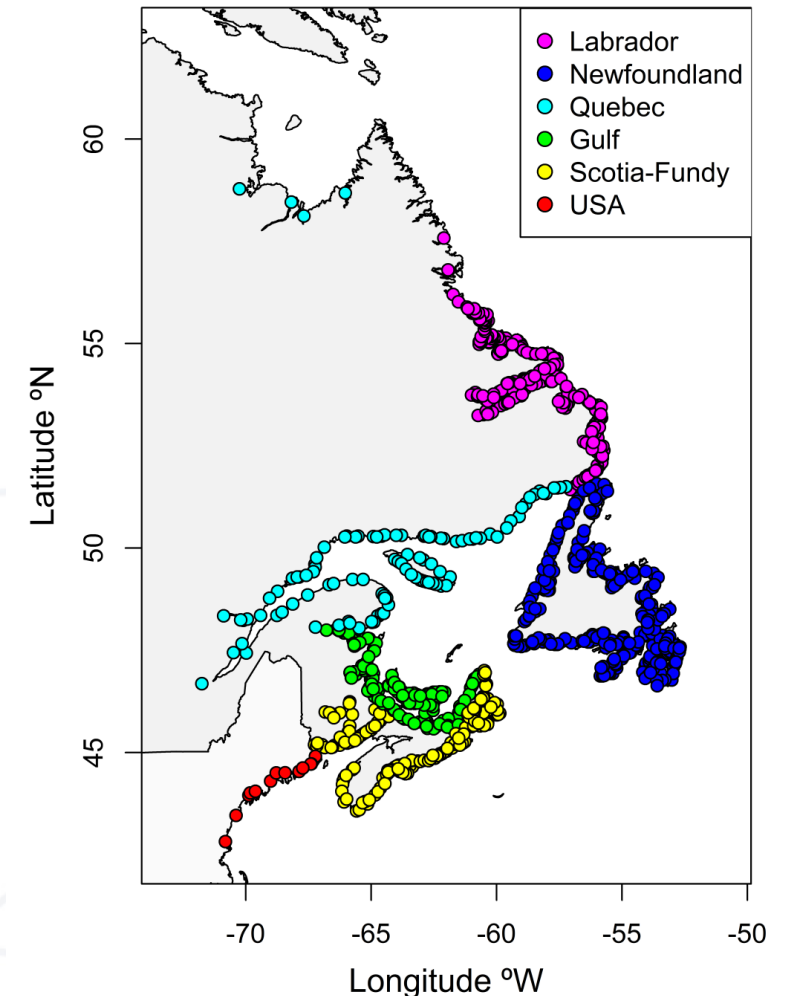 Labrador
Newfoundland
Quebec
Gulf
Scotia-Fundy
USA
60
55
50
45
Latitude ºN
-70 -65 -60 -55 -50
Longitude ºW